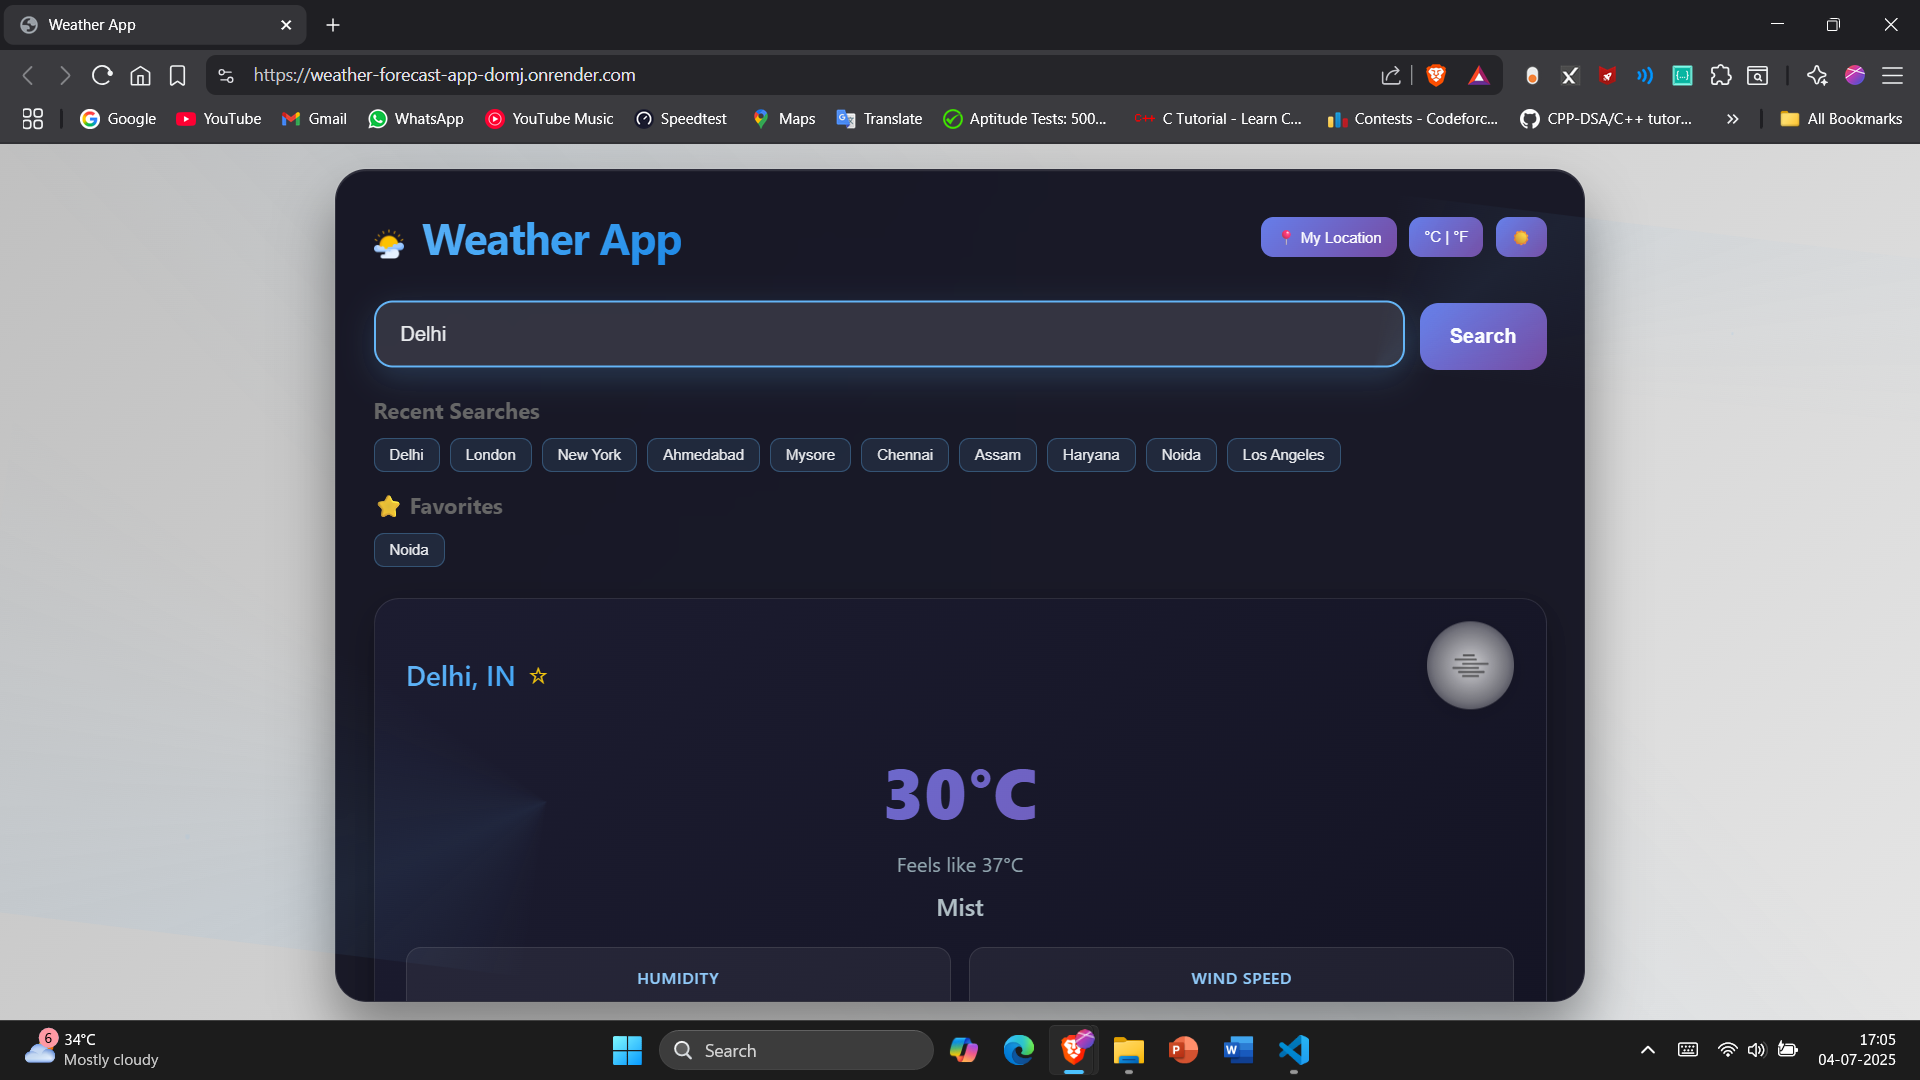 Weather App
https://weather-forecast-app-domj.onrender.com
Google YouTube Gmail WhatsApp YouTube Music Speedtest Maps Translate Aptitude Tests: 500... C++ C Tutorial - Learn C... Contests - Codeforc... CPP-DSA/C++ tutor... » All Bookmarks
Weather App
My Location °C | °F
Delhi Search
Recent Searches
Delhi London New York Ahmedabad Mysore Chennai Assam Haryana Noida Los Angeles
Favorites
Noida
Delhi, IN ☆
30°C
Feels like 37°C
Mist
HUMIDITY WIND SPEED
6 34°C
Mostly cloudy
Search
17:05
04-07-2025